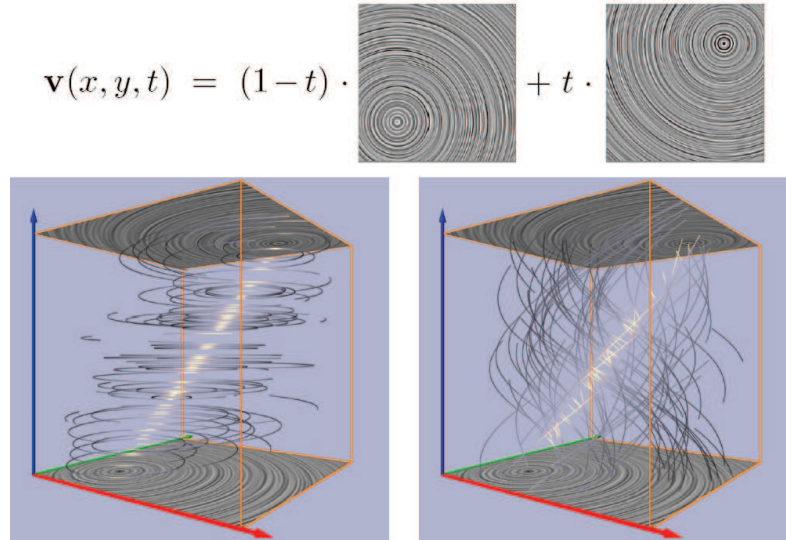 v(x, y, t) = (1−t) · + t ·